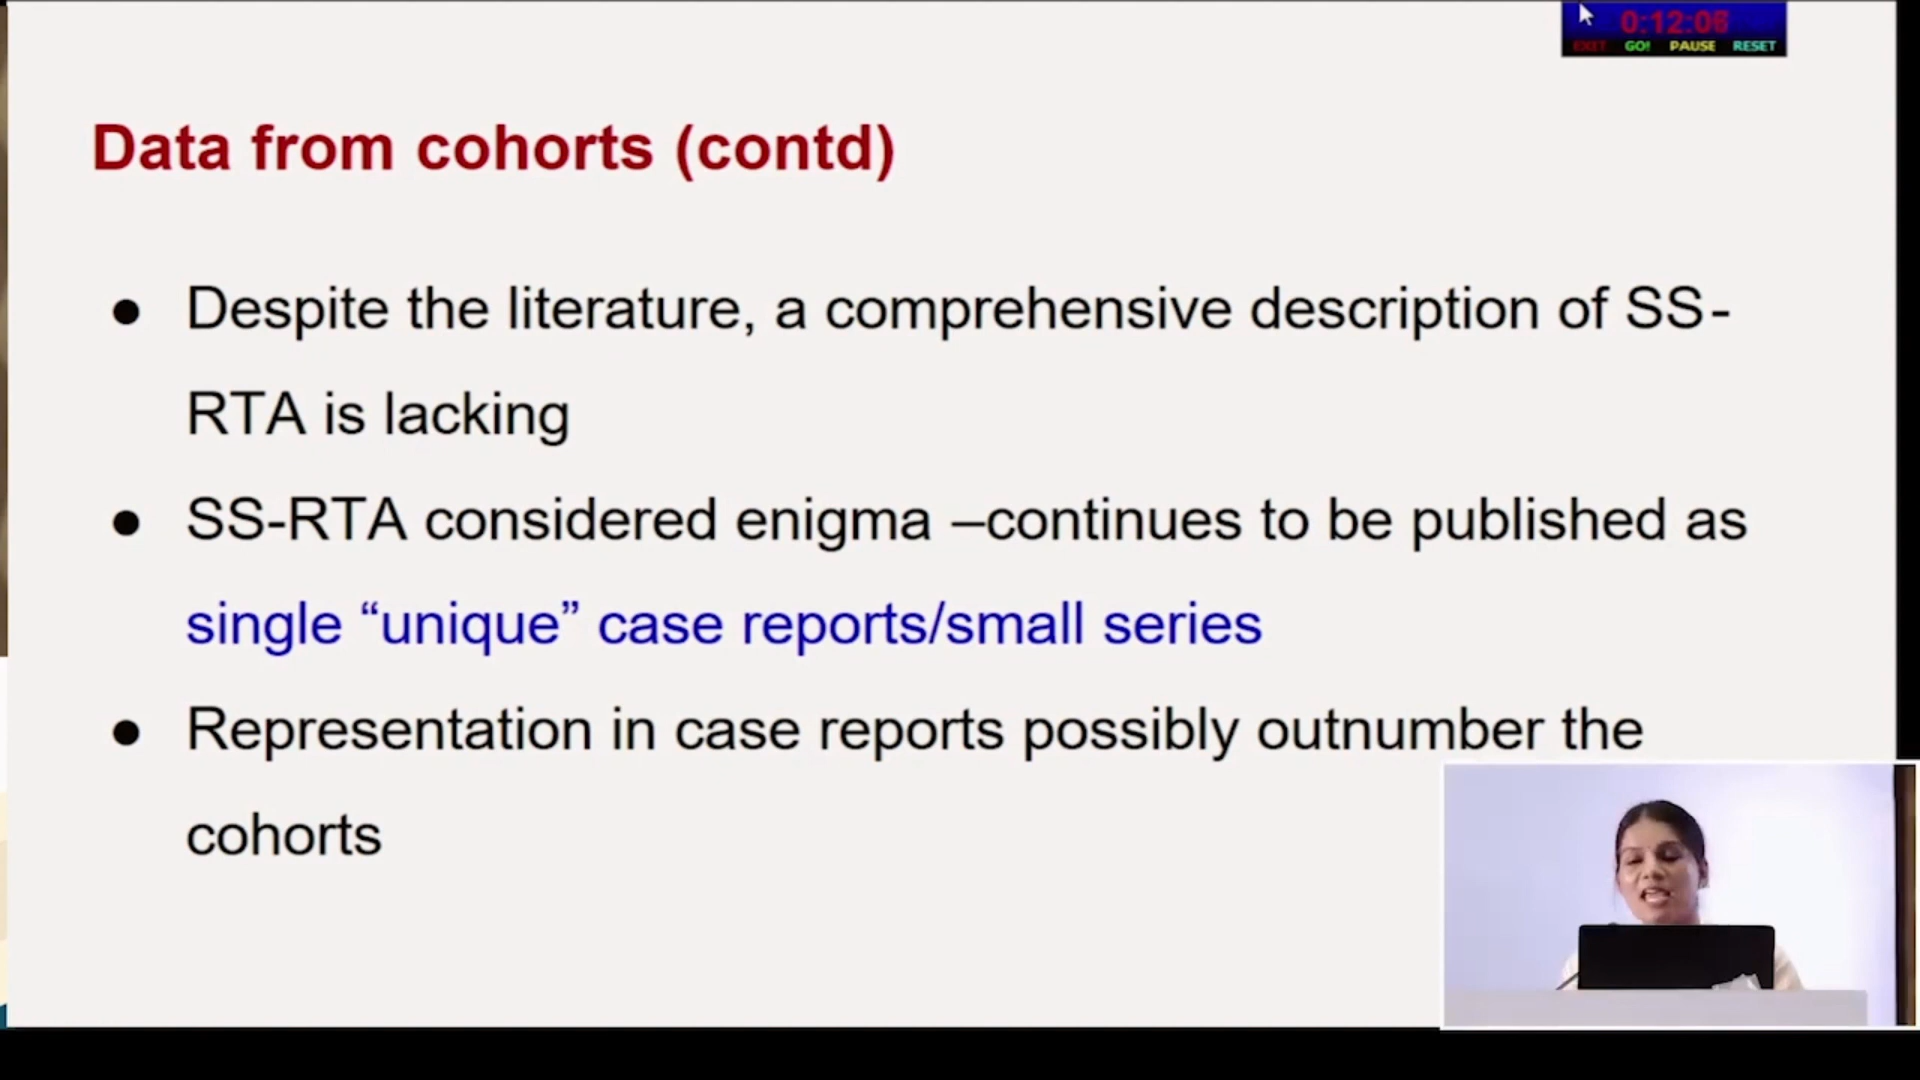 0:12:06
EXIT GO! PAUSE RESET
Data from cohorts (contd)
● Despite the literature, a comprehensive description of SS-
RTA is lacking
● SS-RTA considered enigma –continues to be published as
single “unique” case reports/small series
● Representation in case reports possibly outnumber the
cohorts